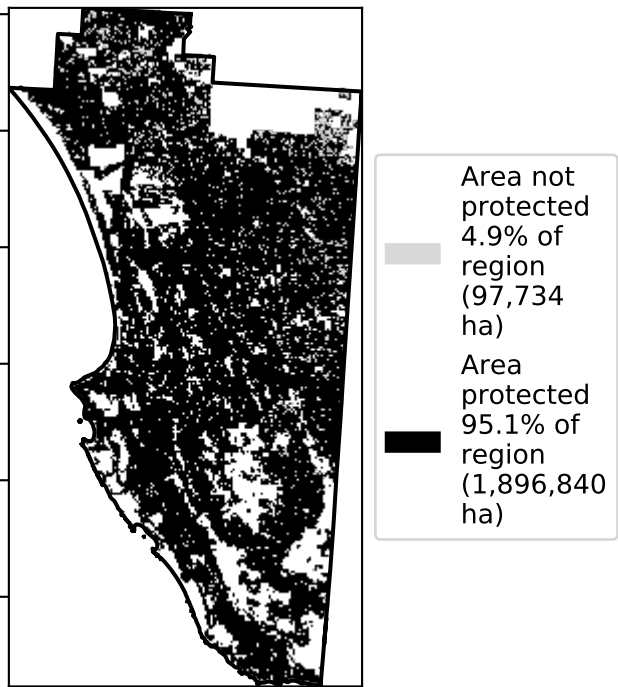 Area not
protected
4.9% of
region
(97,734
ha)
Area
protected
95.1% of
region
(1,896,840
ha)